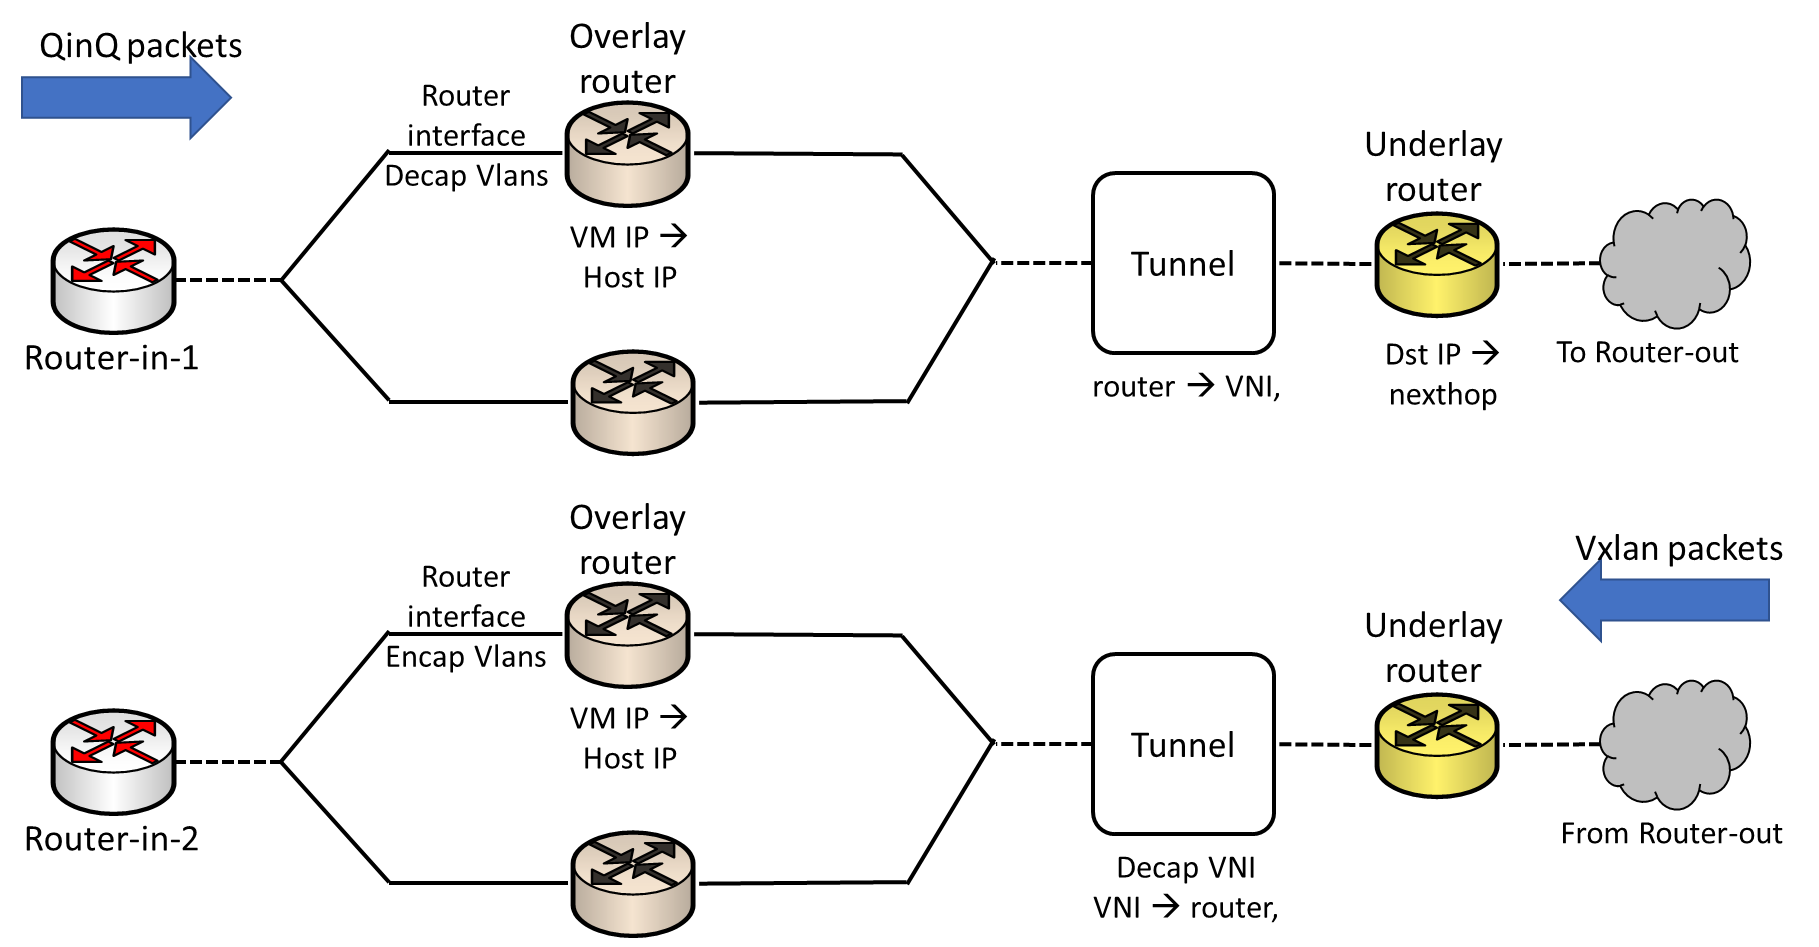 QinQ packets
Overlay
router
Router
interface
Decap Vlans
VM IP →
Host IP
Router-in-1
Tunnel
router → VNI,
Underlay
router
Dst IP →
nexthop
To Router-out
Overlay
router
Router
interface
Encap Vlans
VM IP →
Host IP
Router-in-2
Tunnel
Decap VNI
VNI → router,
Vxlan packets
Underlay
router
From Router-out